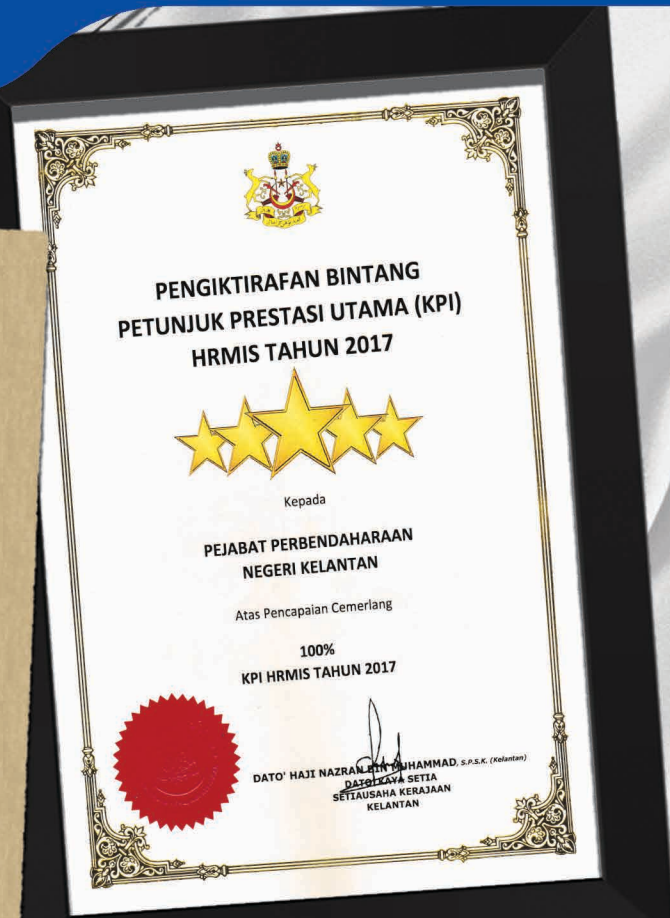 PENGIKTIRAFAN BINTANG
PETUNJUK PRESTASI UTAMA (KPI)
HRMIS TAHUN 2017
Kepada
PEJABAT PERBENDAHARAAN
NEGERI KELANTAN
Atas Pencapaian Cemerlang
100%
KPI HRMIS TAHUN 2017
DATO' HAJI NAZRAN BIN MUHAMMAD, S.P.S.K. (Kelantan)
DATO' KAYA SETIA
SETIAUSAHA KERAJAAN
KELANTAN